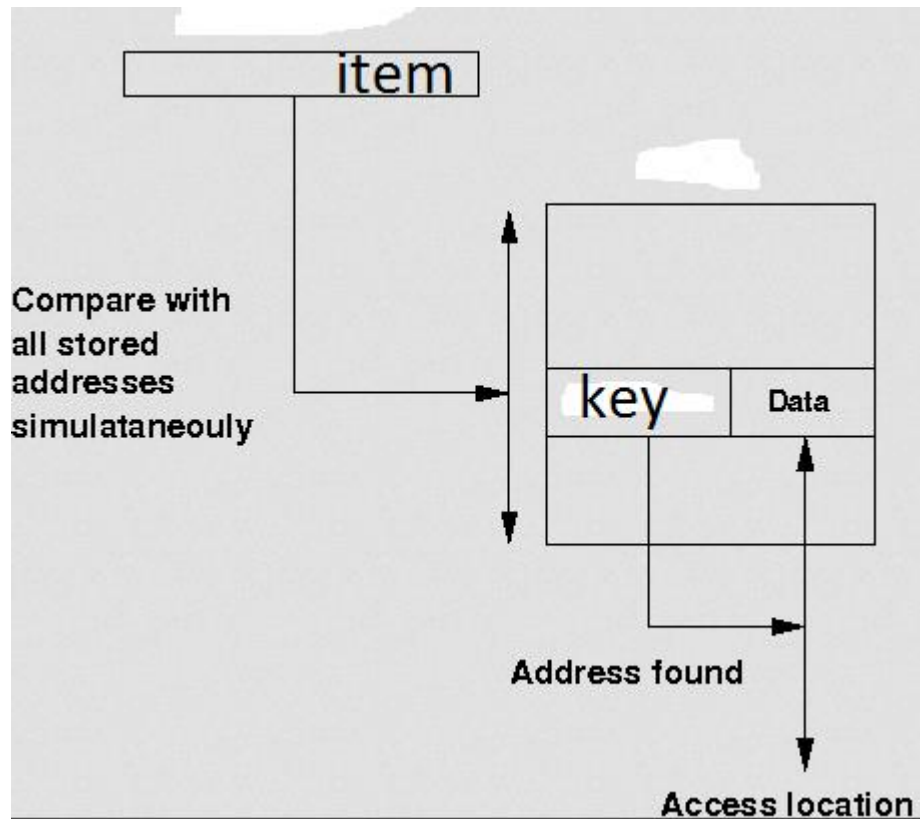 item
Compare with
all stored
addresses
simulataneouly
key
Data
Address found
Access location